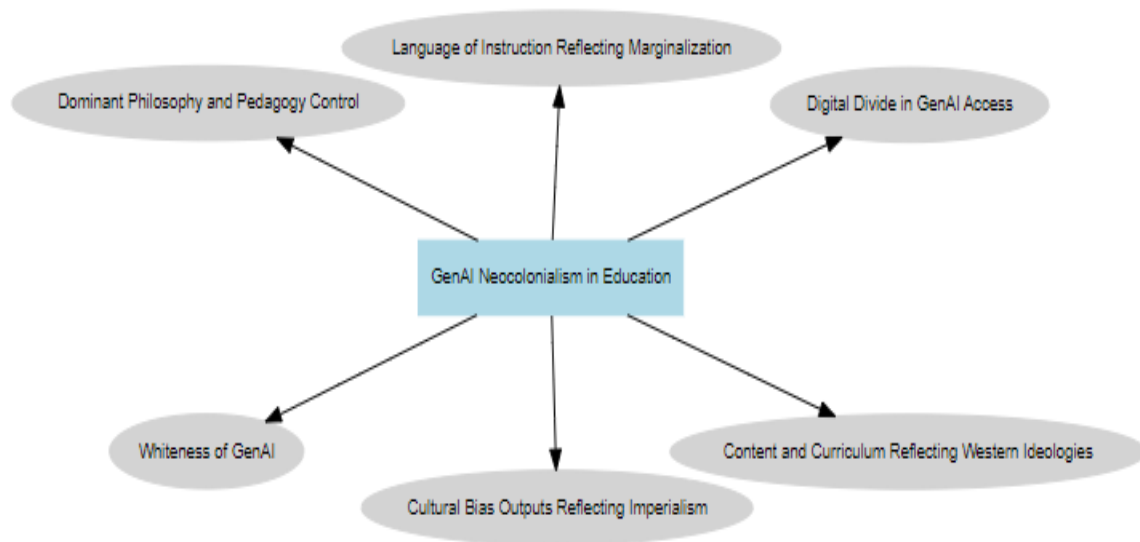 Language of Instruction Reflecting Marginalization
Dominant Philosophy and Pedagogy Control
Digital Divide in GenAI Access
GenAI Neocolonialism in Education
Whiteness of GenAI
Content and Curriculum Reflecting Western Ideologies
Cultural Bias Outputs Reflecting Imperialism